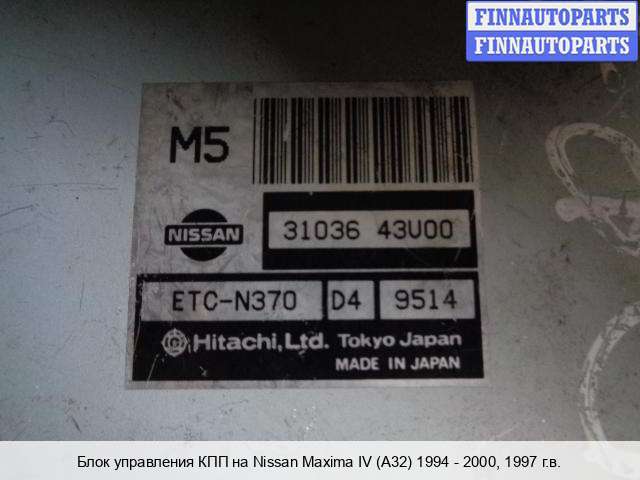 FINNAUTOPARTS
FINNAUTOPARTS
M5
NISSAN
31036 43U00
ETC-N370 D4 9514
Hitachi, Ltd. Tokyo Japan
MADE IN JAPAN
Блок управления КПП на Nissan Maxima IV (A32) 1994 - 2000, 1997 г.в.